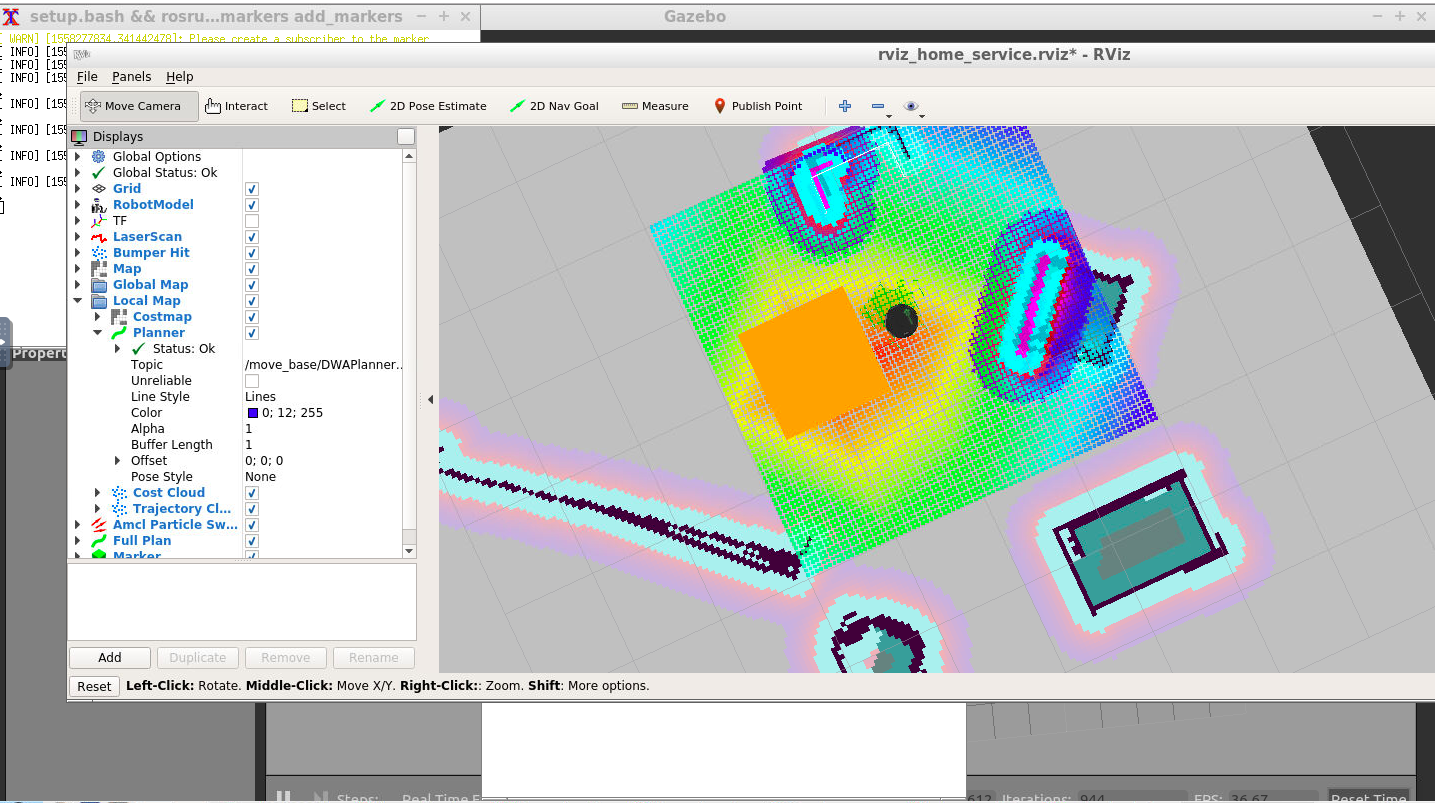 setup.bash && rosru...markers add_markers
Gazebo
WARN] [1558277834.341442478]: Please create a subscriber to the marker
INFO] [155
INFO] [155
INFO] [155
INFO] [155
INFO] [155
INFO] [155
INFO] [155
rviz_home_service.rviz* - RViz
File Panels Help
Move Camera Interact Select 2D Pose Estimate 2D Nav Goal Measure Publish Point
Displays
Global Options
Global Status: Ok
Grid
RobotModel
TF
LaserScan
Bumper Hit
Map
Global Map
Local Map
Costmap
Planner
Status: Ok
Topic /move_base/DWAPlanner...
Unreliable
Line Style Lines
Color 0; 12; 255
Alpha 1
Buffer Length 1
Offset 0; 0; 0
Pose Style None
Cost Cloud
Trajectory Cl...
Amcl Particle Sw...
Full Plan
Marker
Propert
Add Duplicate Remove Rename
Reset Left-Click: Rotate. Middle-Click: Move X/Y. Right-Click:: Zoom. Shift: More options.
Steps: Real Time F 612 Iterations: 944 FPS: 36.67 Reset Time